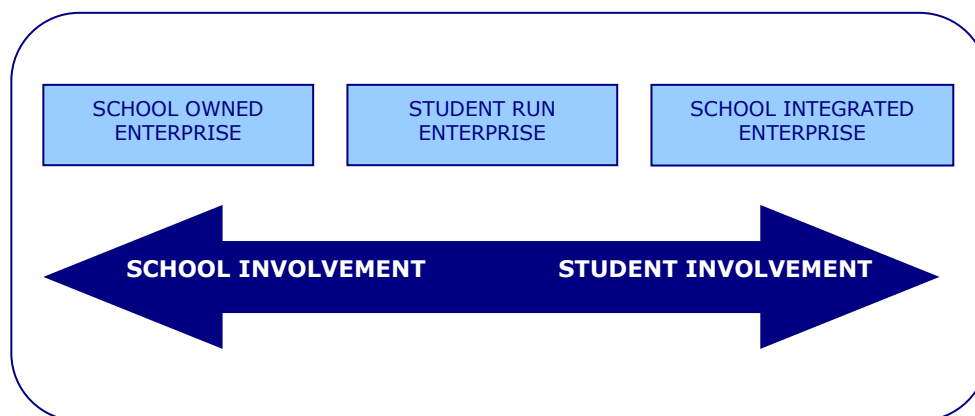 SCHOOL OWNED
ENTERPRISE
STUDENT RUN
ENTERPRISE
SCHOOL INTEGRATED
ENTERPRISE
SCHOOL INVOLVEMENT
STUDENT INVOLVEMENT